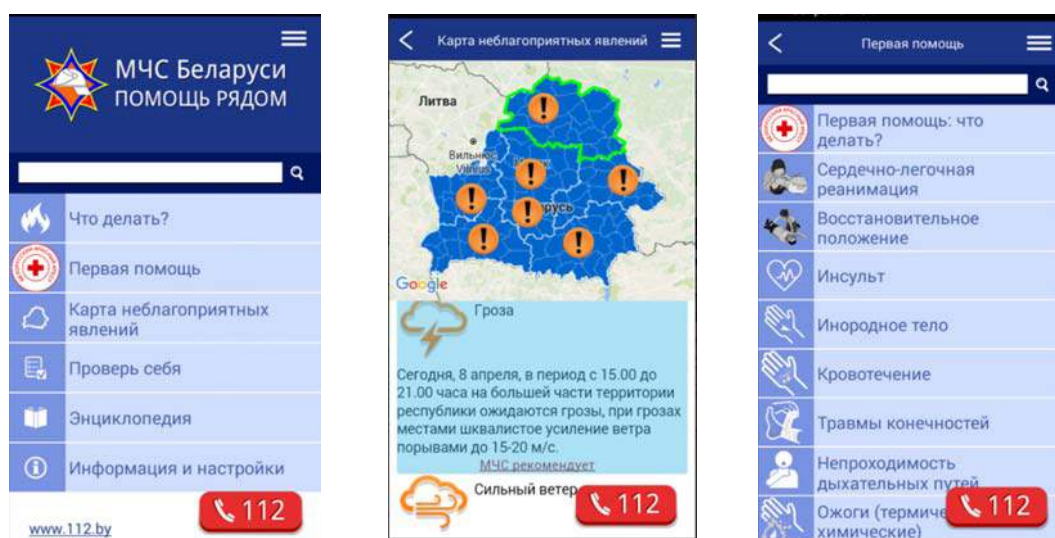 МЧС Беларуси
ПОМОЩЬ РЯДОМ
Что делать?
Первая помощь
Карта неблагоприятных
явлений
Проверь себя
Энциклопедия
Информация и настройки
112
www.112.by
Карта неблагоприятных явлений
Литва
Вильнюс
Vilnius
Google
Гроза
Сегодня, 8 апреля, в период с 15.00 до
21.00 часа на большей части территории
республики ожидаются грозы, при грозах
местами шквалистое усиление ветра
порывами до 15-20 м/с.
МЧС рекомендует
Сильный ветер
112
Первая помощь
Первая помощь: что
делать?
Сердечно-легочная
реанимация
Восстановительное
положение
Инсульт
Инородное тело
Кровотечение
Травмы конечностей
Непроходимость
дыхательных путей
Ожоги (термиче
химические)
112